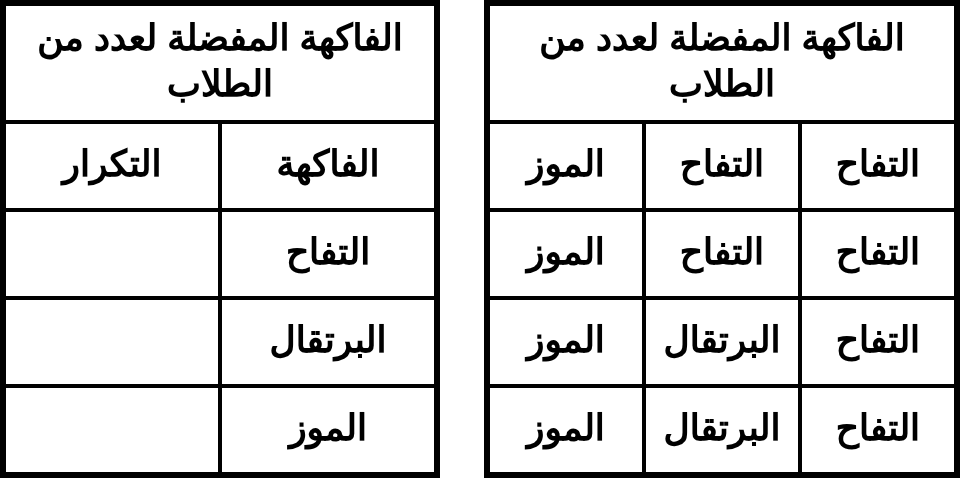 الفاكهة المفضلة لعدد من
الطلاب
التفاح التفاح الموز
التفاح التفاح الموز
التفاح البرتقال الموز
التفاح البرتقال الموز
الفاكهة المفضلة لعدد من
الطلاب
الفاكهة التكرار
التفاح
البرتقال
الموز